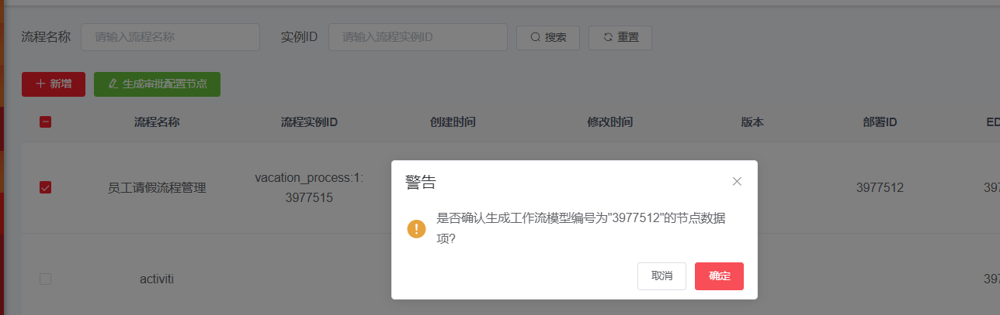 流程名称 请输入流程名称 实例ID 请输入流程实例ID 搜索 重置
新增 生成审批配置节点
流程名称 流程实例ID 创建时间 修改时间 版本 部署ID ED
员工请假流程管理 vacation_process:1:
3977515 3977512 397
警告
是否确认生成工作流模型编号为"3977512"的节点数据
项?
取消 确定
activiti 397